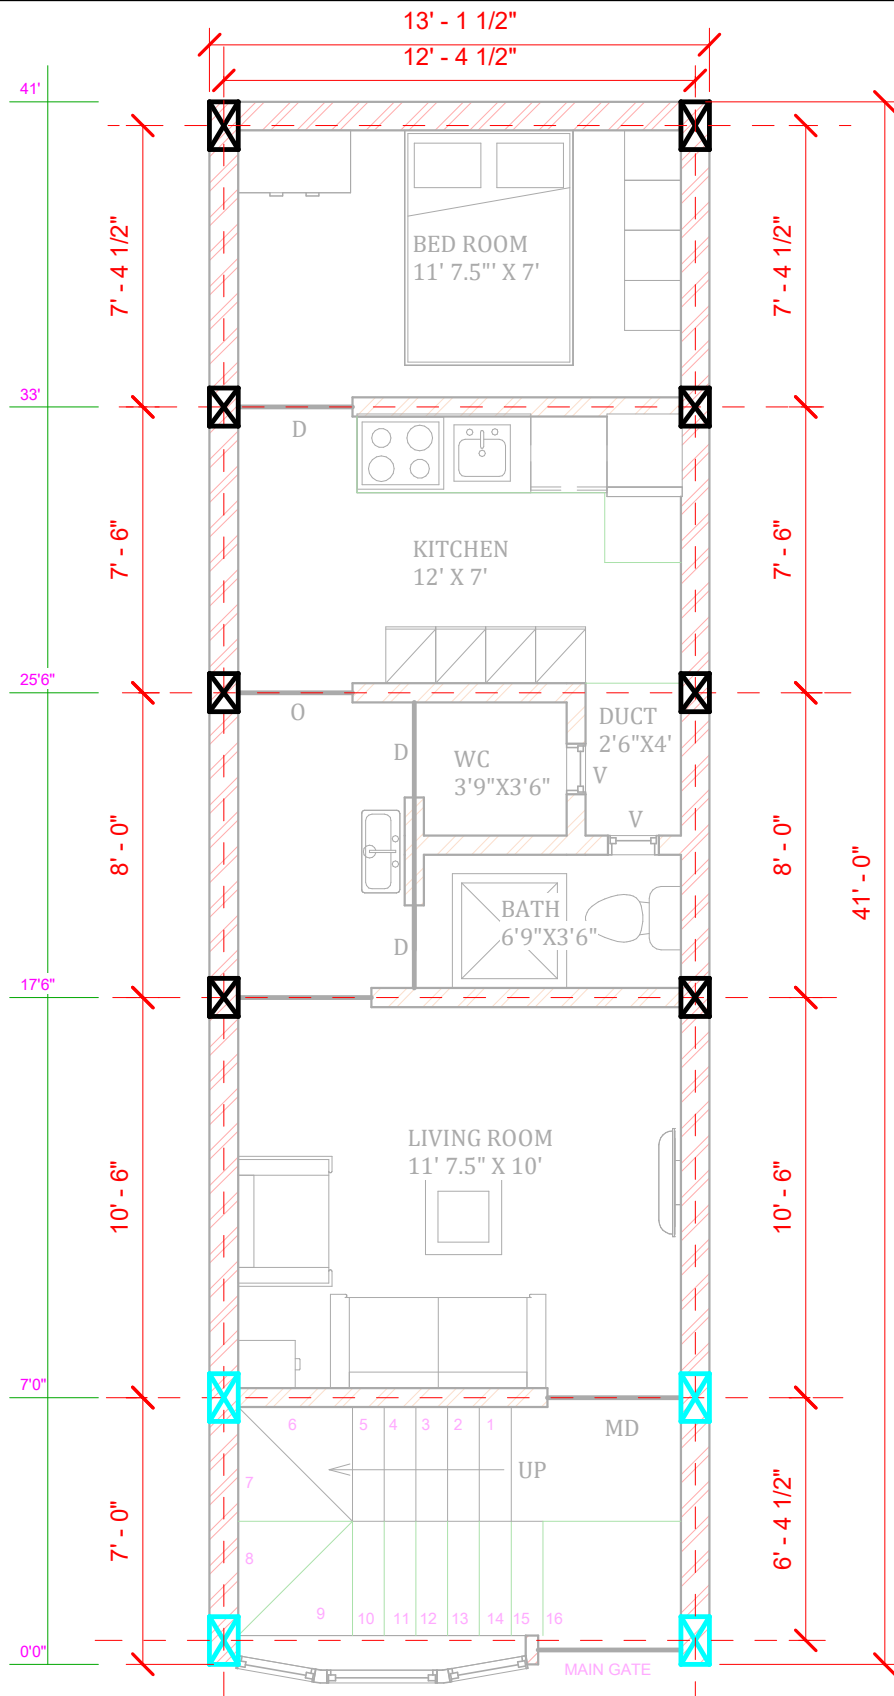 13' - 1 1/2"
12' - 4 1/2"
41'
7' - 4 1/2"
BED ROOM
11' 7.5"' X 7'
7' - 4 1/2"
33'
D
7' - 6"
KITCHEN
12' X 7'
7' - 6"
25'6"
O
D
WC
3'9"X3'6"
V
DUCT
2'6"X4'
V
8' - 0"
8' - 0"
41' - 0"
BATH
6'9"X3'6"
D
17'6"
LIVING ROOM
11' 7.5" X 10'
10' - 6"
10' - 6"
7'0"
6 5 4 3 2 1
MD
UP
7
7' - 0"
6' - 4 1/2"
8
9 10 11 12 13 14 15 16
0'0"
MAIN GATE